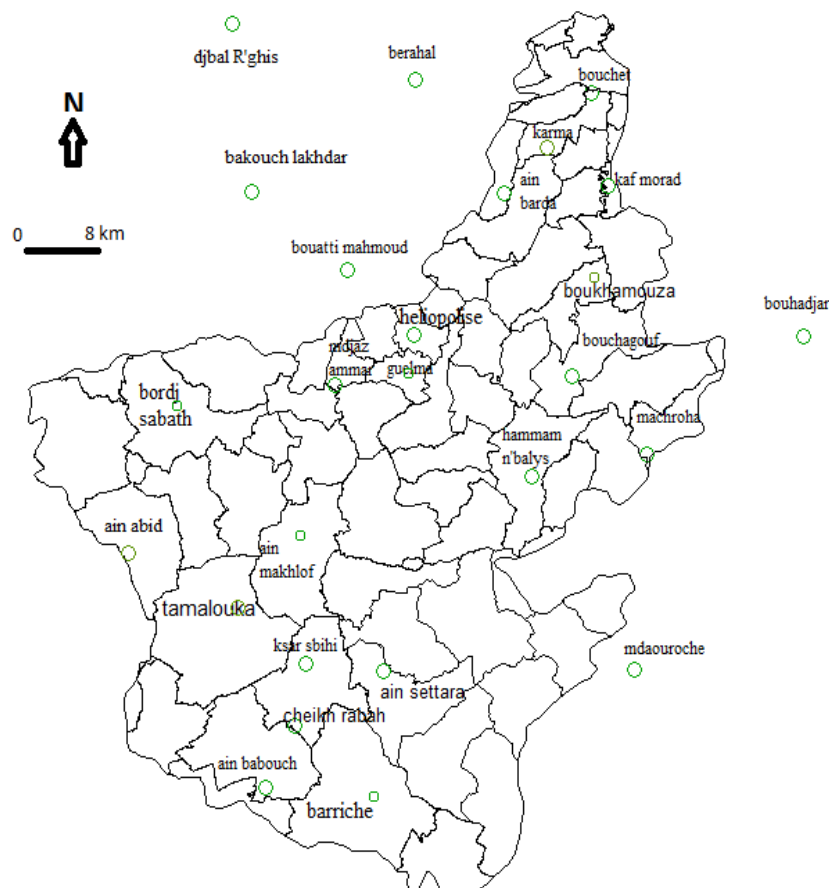 djbal R'ghis
berahal
bouchet
N
karma
bakouch lakhdar
ain
barda
kaf morad
0 8 km
bouatti mahmoud
boukhamouza
bouhadjar
heliopolise
mdjaz
ammar
guelma
bouchagouf
bordj
sabath
machroha
hammam
n'balys
ain abid
ain
makhlof
tamalouka
ksar sbihi
mdaouroche
ain settara
cheikh rabah
ain babouch
barriche